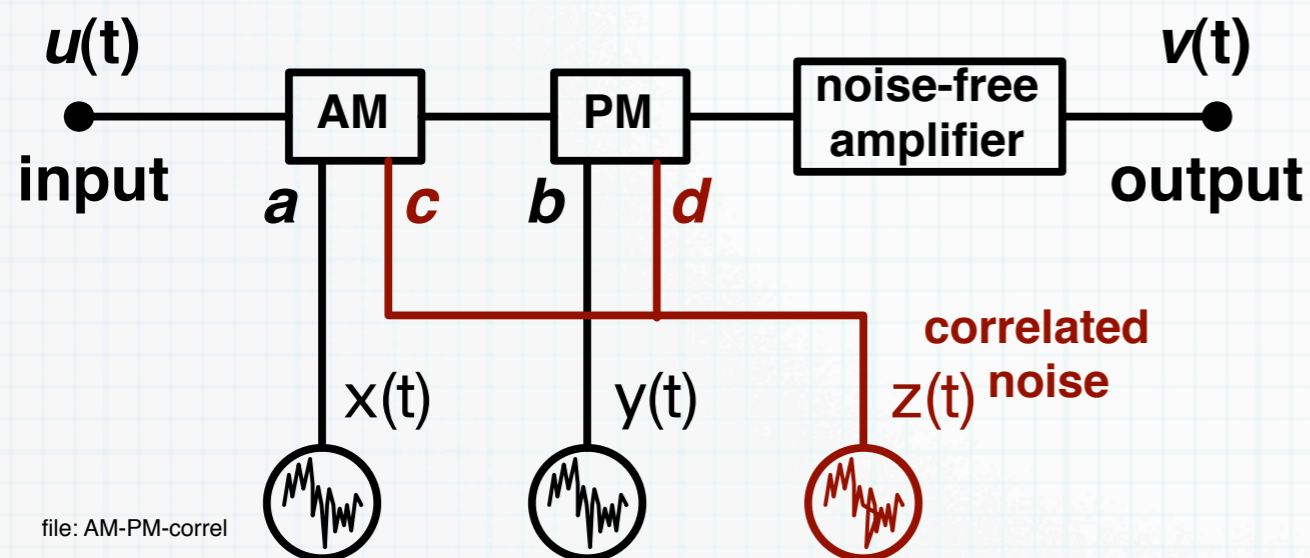 u(t)
input
AM
PM
noise-free
amplifier
v(t)
output
a
c
b
d
x(t)
y(t)
z(t)
correlated
noise
file: AM-PM-correl